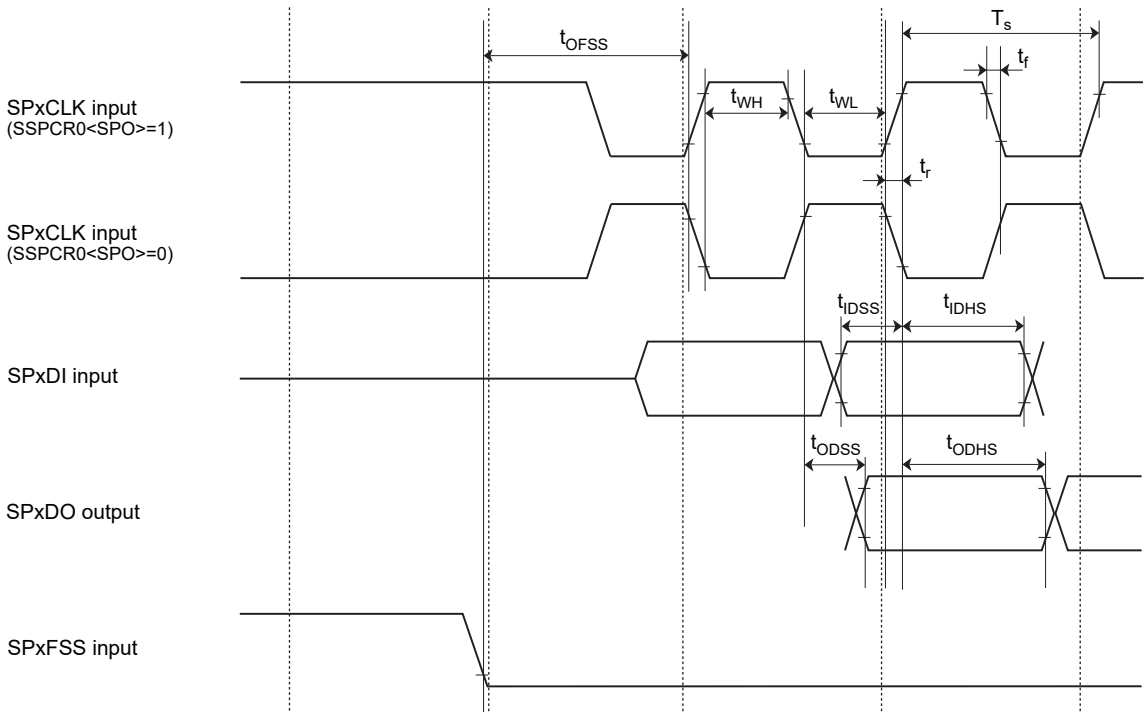 T_s
t_OFSS
t_f
SPxCLK input
(SSPCR0<SPO>=1)
t_WH
t_WL
t_r
SPxCLK input
(SSPCR0<SPO>=0)
t_IDSS
t_IDHS
SPxDI input
t_ODSS
t_ODHS
SPxDO output
SPxFSS input